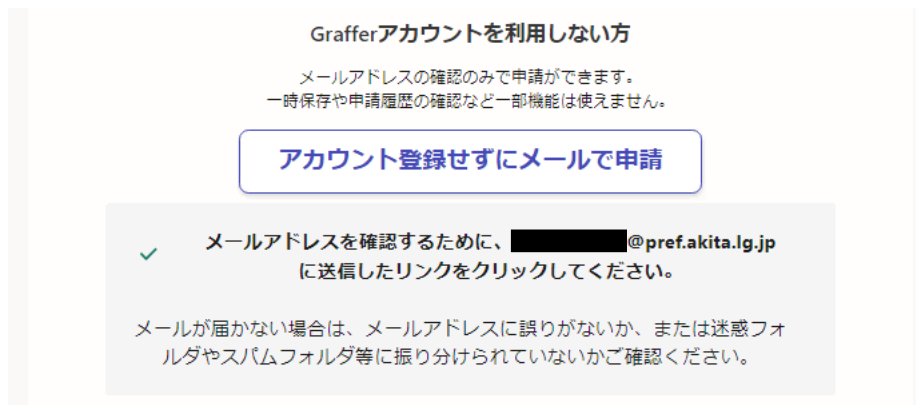 Grafferアカウントを利用しない方
メールアドレスの確認のみで申請ができます。
一時保存や申請履歴の確認など一部機能は使えません。
アカウント登録せずにメールで申請
メールアドレスを確認するために、@pref.akita.lg.jp
に送信したリンクをクリックしてください。
メールが届かない場合は、メールアドレスに誤りがないか、または迷惑フォ
ルダやスパムフォルダ等に振り分けられていないかご確認ください。